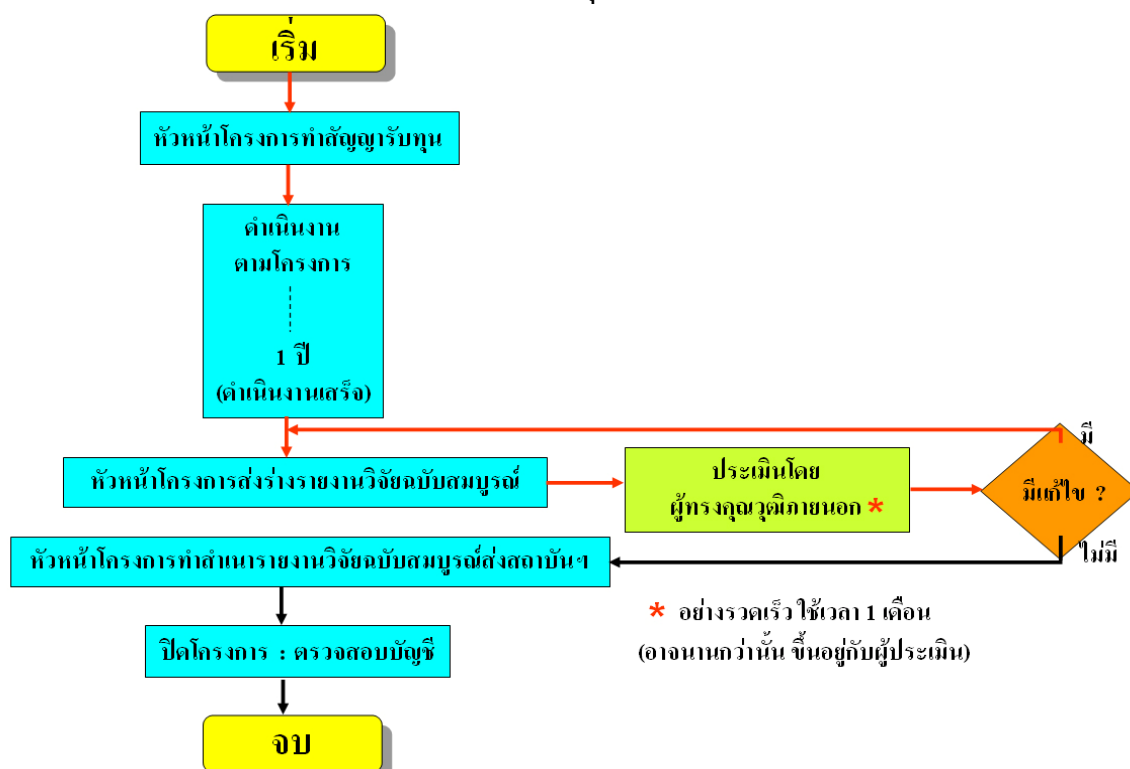 เริ่ม
หัวหน้าโครงการทำสัญญารับทุน
ดำเนินงาน
ตามโครงการ
1 ปี
(ดำเนินงานเสร็จ)
หัวหน้าโครงการส่งร่างรายงานวิจัยฉบับสมบูรณ์
ประเมินโดย
ผู้ทรงคุณวุฒิภายนอก *
มีแก้ไข ?
มี
ไม่มี
หัวหน้าโครงการทำสำเนารายงานวิจัยฉบับสมบูรณ์ส่งสถาบันฯ
* อย่างรวดเร็ว ใช้เวลา 1 เดือน
(อาจนานกว่านั้น ขึ้นอยู่กับผู้ประเมิน)
ปิดโครงการ : ตรวจสอบบัญชี
จบ